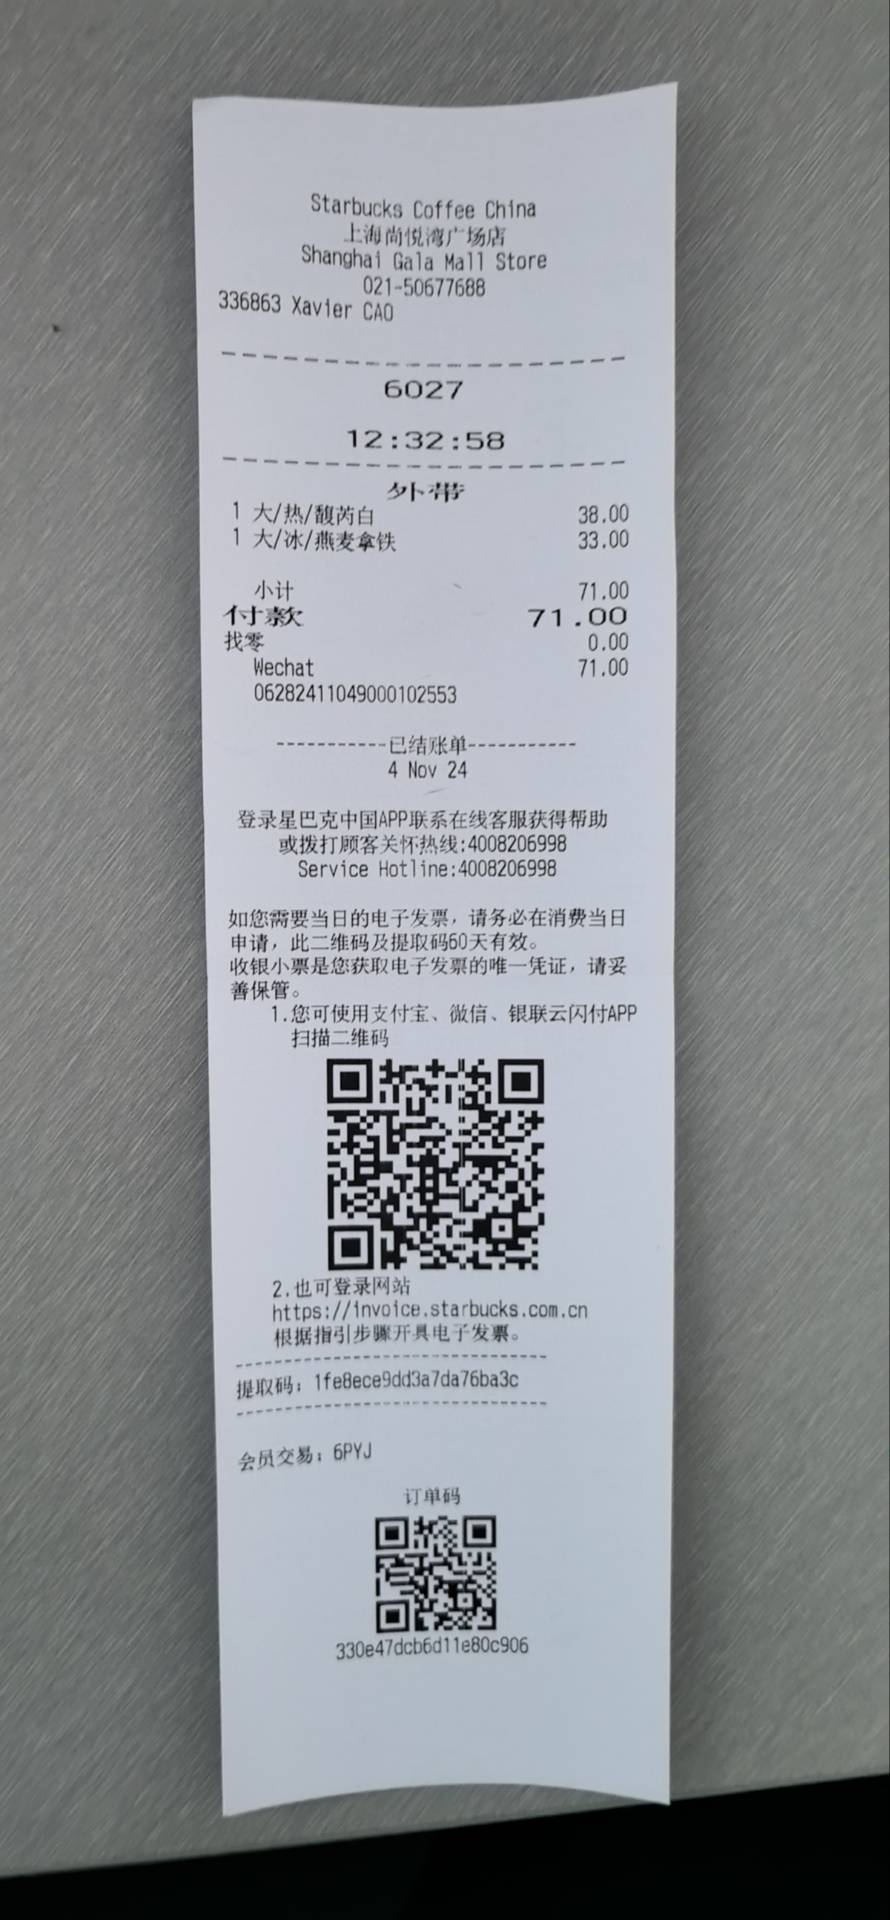 Starbucks Coffee China
上海尚悦湾广场店
Shanghai Gala Mall Store
021-50677688
336863 Xavier CAO
6027
12:32:58
外带
1 大/热/馥芮白 38.00
1 大/冰/燕麦拿铁 33.00
小计 71.00
付款 71.00
找零 0.00
Wechat 71.00
06282411049000102553
-----------已结账单-----------
4 Nov 24
登录星巴克中国APP联系在线客服获得帮助
或拨打顾客关怀热线:4008206998
Service Hotline:4008206998
如您需要当日的电子发票，请务必在消费当日
申请，此二维码及提取码60天有效。
收银小票是您获取电子发票的唯一凭证，请妥
善保管。
1.您可使用支付宝、微信、银联云闪付APP
扫描二维码
2.也可登录网站
https://invoice.starbucks.com.cn
根据指引步骤开具电子发票。
提取码：1fe8ece9dd3a7da76ba3c
会员交易：6PYJ
订单码
330e47dcb6d11e80c906